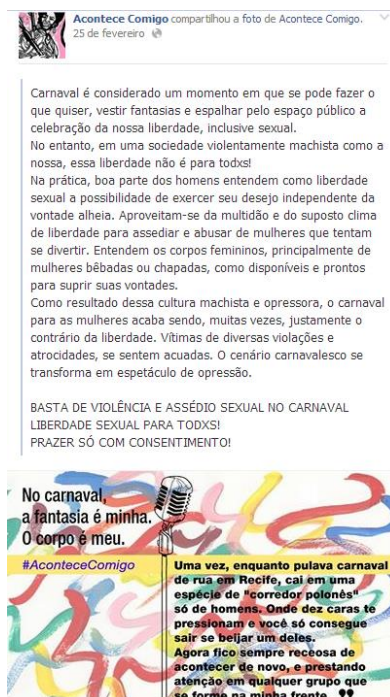 Acontece Comigo compartilhou a foto de Acontece Comigo.
25 de fevereiro
Carnaval é considerado um momento em que se pode fazer o
que quiser, vestir fantasias e espalhar pelo espaço público a
celebração da nossa liberdade, inclusive sexual.
No entanto, em uma sociedade violentamente machista como a
nossa, essa liberdade não é para todxs!
Na prática, boa parte dos homens entendem como liberdade
sexual a possibilidade de exercer seu desejo independente da
vontade alheia. Aproveitam-se da multidão e do suposto clima
de liberdade para assediar e abusar de mulheres que tentam
se divertir. Entendem os corpos femininos, principalmente de
mulheres bêbadas ou chapadas, como disponíveis e prontos
para suprir suas vontades.
Como resultado dessa cultura machista e opressora, o carnaval
para as mulheres acaba sendo, muitas vezes, justamente o
contrário da liberdade. Vítimas de diversas violações e
atrocidades, se sentem acuadas. O cenário carnavalesco se
transforma em espetáculo de opressão.
BASTA DE VIOLÊNCIA E ASSÉDIO SEXUAL NO CARNAVAL
LIBERDADE SEXUAL PARA TODXS!
PRAZER SÓ COM CONSENTIMENTO!
No carnaval,
a fantasia é minha.
O corpo é meu.
#AconteceComigo
Uma vez, enquanto pulava carnaval
de rua em Recife, cai em uma
espécie de "corredor polonês"
só de homens. Onde dez caras te
pressionam e você só consegue
sair se beijar um deles.
Agora fico sempre receosa de
acontecer de novo, e prestando
atenção em qualquer grupo que
se forme na minha frente.